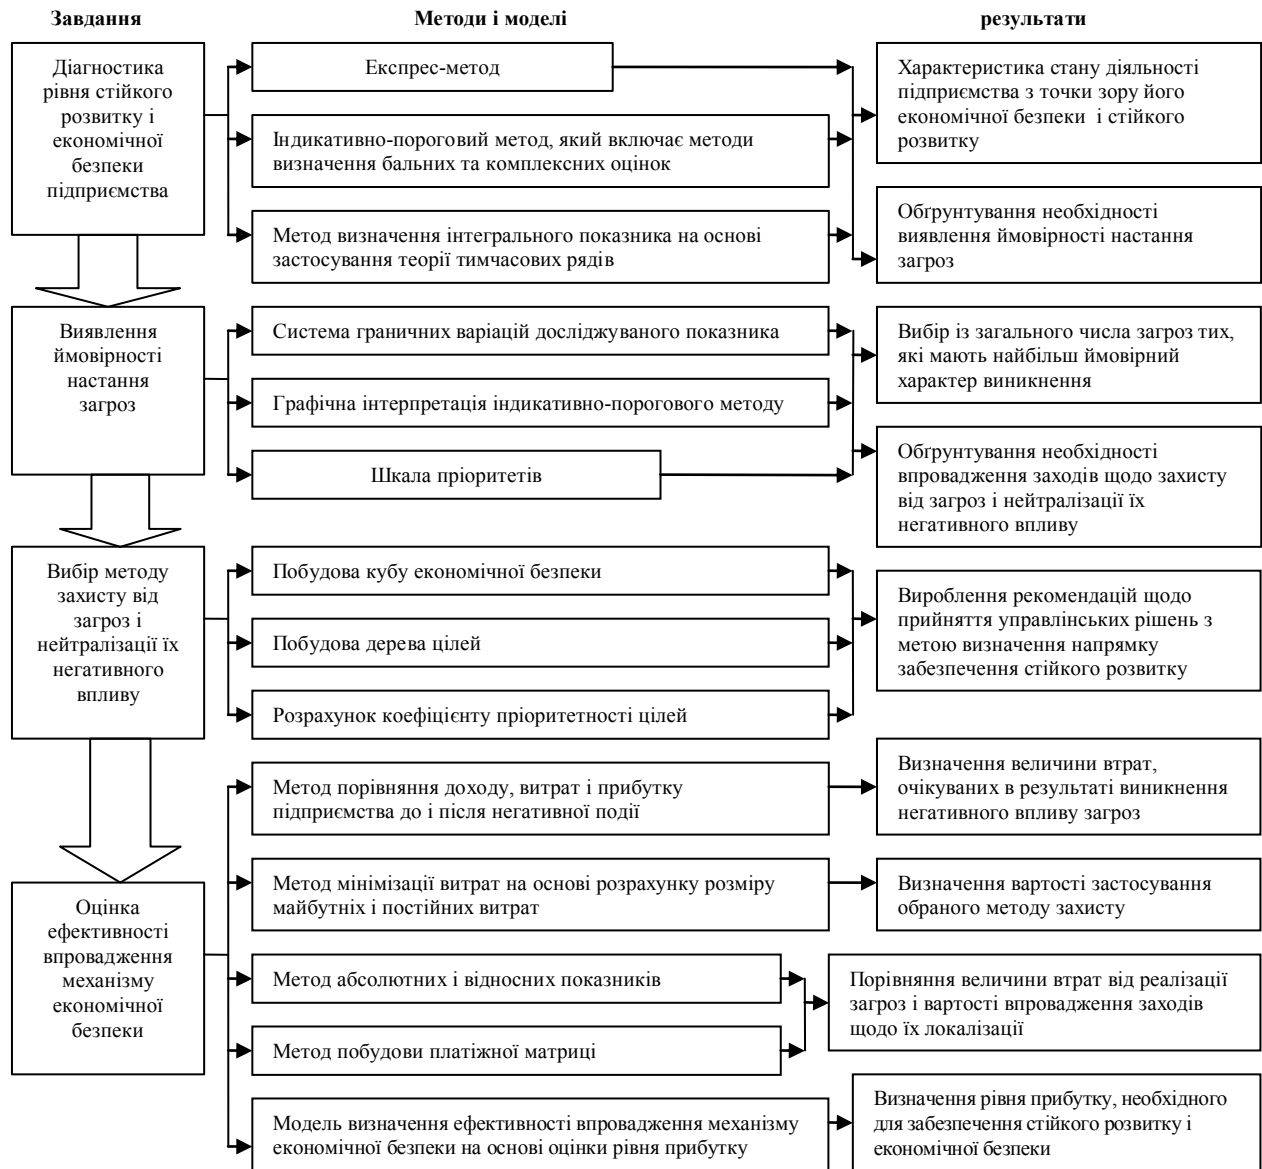 Завдання
Методи і моделі
результати
Діагностика
рівня стійкого
розвитку і
економічної
безпеки
підприємства
Експрес-метод
Індикативно-пороговий метод, який включає методи
визначення бальних та комплексних оцінок
Метод визначення інтегрального показника на основі
застосування теорії тимчасових рядів
Характеристика стану діяльності
підприємства з точки зору його
економічної безпеки і стійкого
розвитку
Обґрунтування необхідності
виявлення ймовірності настання
загроз
Виявлення
ймовірності
настання
загроз
Система граничних варіацій досліджуваного показника
Графічна інтерпретація індикативно-порогового методу
Шкала пріоритетів
Вибір із загального числа загроз тих,
які мають найбільш ймовірний
характер виникнення
Обґрунтування необхідності
впровадження заходів щодо захисту
від загроз і нейтралізації їх
негативного впливу
Вибір методу
захисту від
загроз і
нейтралізації їх
негативного
впливу
Побудова кубу економічної безпеки
Побудова дерева цілей
Розрахунок коефіцієнту пріоритетності цілей
Вироблення рекомендацій щодо
прийняття управлінських рішень з
метою визначення напрямку
забезпечення стійкого розвитку
Оцінка
ефективності
впровадження
механізму
економічної
безпеки
Метод порівняння доходу, витрат і прибутку
підприємства до і після негативної події
Метод мінімізації витрат на основі розрахунку розміру
майбутніх і постійних витрат
Метод абсолютних і відносних показників
Метод побудови платіжної матриці
Модель визначення ефективності впровадження механізму
економічної безпеки на основі оцінки рівня прибутку
Визначення величини втрат,
очікуваних в результаті виникнення
негативного впливу загроз
Визначення вартості застосування
обраного методу захисту
Порівняння величини втрат від реалізації
загроз і вартості впровадження заходів
щодо їх локалізації
Визначення рівня прибутку, необхідного
для забезпечення стійкого розвитку і
економічної безпеки